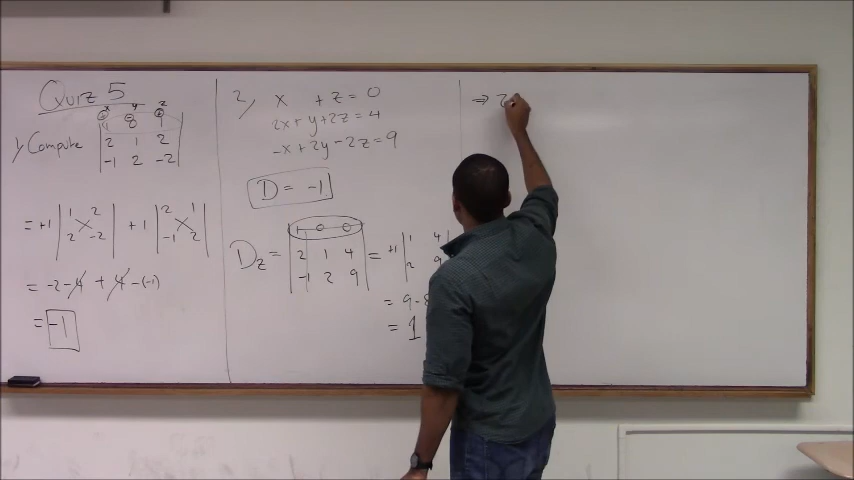 Quiz 5
1) Compute
1 0 1
2 1 2
-1 2 -2
= +1 | 1 2 | +1 | 2 1 |
2 -2 -1 2
= -2-4 + 4-(-1)
= -1
2) x + z = 0
2x + y + 2z = 4
-x + 2y - 2z = 9
D = -1
Dz = | 1 0 0 | = +1 | 1 4 |
2 1 4 2 9
-1 2 9
= 9-8
= 1
⇒ z